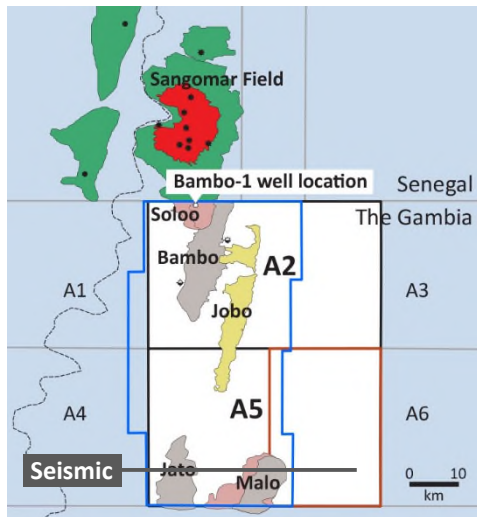 Sangomar Field
Bambo-1 well location
Senegal
The Gambia
Soloo
Bambo
A2
A1
A3
Jobo
A5
A4
A6
Seismic
Jato
Malo
0 10
km